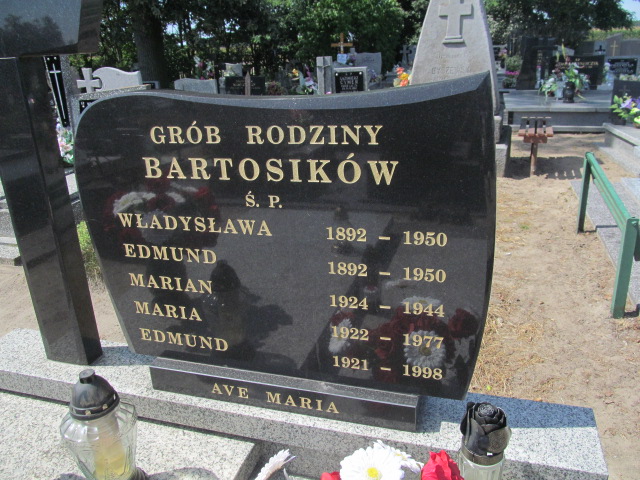 GRÓB RODZINY
BARTOSIKÓW
Ś. P.
WŁADYSŁAWA 1892 – 1950
EDMUND 1892 – 1950
MARIAN 1924 – 1944
MARIA 1922 – 1977
EDMUND 1921 – 1998
AVE MARIA